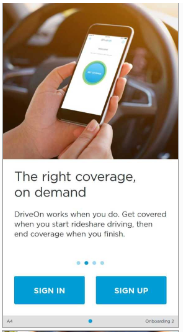 The right coverage,
on demand
DriveOn works when you do. Get covered
when you start rideshare driving, then
end coverage when you finish.
SIGN IN
SIGN UP
AA
Onboarding 2